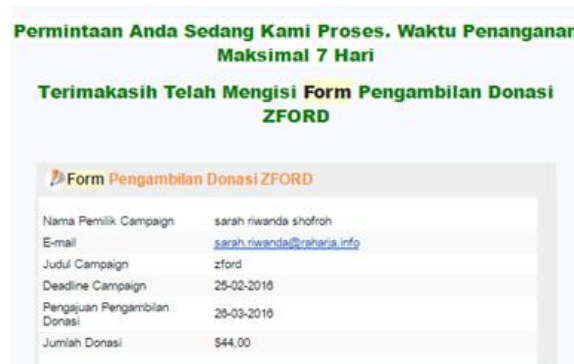 Permintaan Anda Sedang Kami Proses. Waktu Penanganan
Maksimal 7 Hari
Terimakasih Telah Mengisi Form Pengambilan Donasi
ZFORD
Form Pengambilan Donasi ZFORD
Nama Pemilik Campaign sarah riwanda shofroh
E-mail sarah.riwanda@raharja.info
Judul Campaign zford
Deadline Campaign 25-02-2016
Pengajuan Pengambilan
Donasi 26-03-2016
Jumlah Donasi $44,00